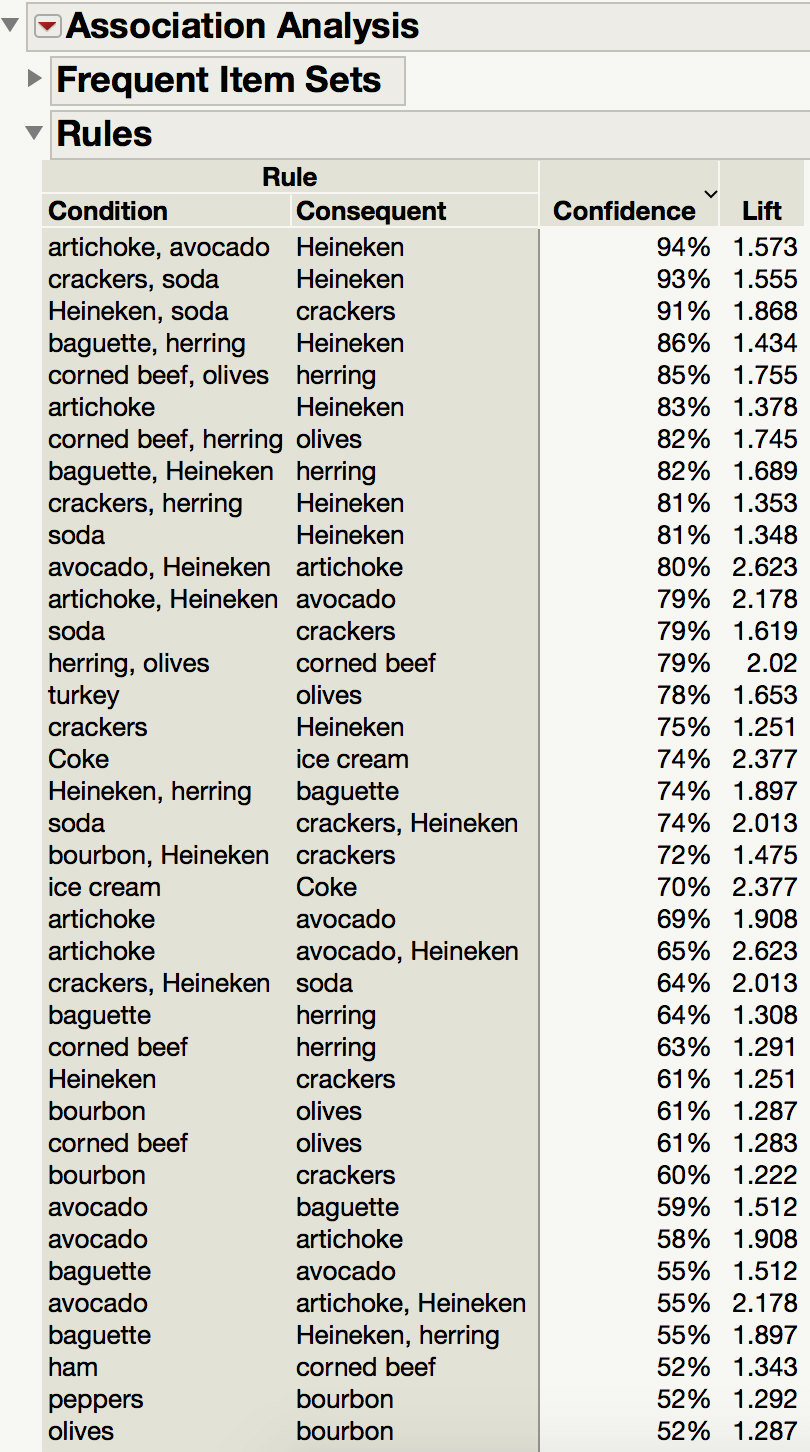 Association Analysis
Frequent Item Sets
Rules
Rule
Condition Consequent Confidence Lift
artichoke, avocado Heineken 94% 1.573
crackers, soda Heineken 93% 1.555
Heineken, soda crackers 91% 1.868
baguette, herring Heineken 86% 1.434
corned beef, olives herring 85% 1.755
artichoke Heineken 83% 1.378
corned beef, herring olives 82% 1.745
baguette, Heineken herring 82% 1.689
crackers, herring Heineken 81% 1.353
soda Heineken 81% 1.348
avocado, Heineken artichoke 80% 2.623
artichoke, Heineken avocado 79% 2.178
soda crackers 79% 1.619
herring, olives corned beef 79% 2.02
turkey olives 78% 1.653
crackers Heineken 75% 1.251
Coke ice cream 74% 2.377
Heineken, herring baguette 74% 1.897
soda crackers, Heineken 74% 2.013
bourbon, Heineken crackers 72% 1.475
ice cream Coke 70% 2.377
artichoke avocado 69% 1.908
artichoke avocado, Heineken 65% 2.623
crackers, Heineken soda 64% 2.013
baguette herring 64% 1.308
corned beef herring 63% 1.291
Heineken crackers 61% 1.251
bourbon olives 61% 1.287
corned beef olives 61% 1.283
bourbon crackers 60% 1.222
avocado baguette 59% 1.512
avocado artichoke 58% 1.908
baguette avocado 55% 1.512
avocado artichoke, Heineken 55% 2.178
baguette Heineken, herring 55% 1.897
ham corned beef 52% 1.343
peppers bourbon 52% 1.292
olives bourbon 52% 1.287